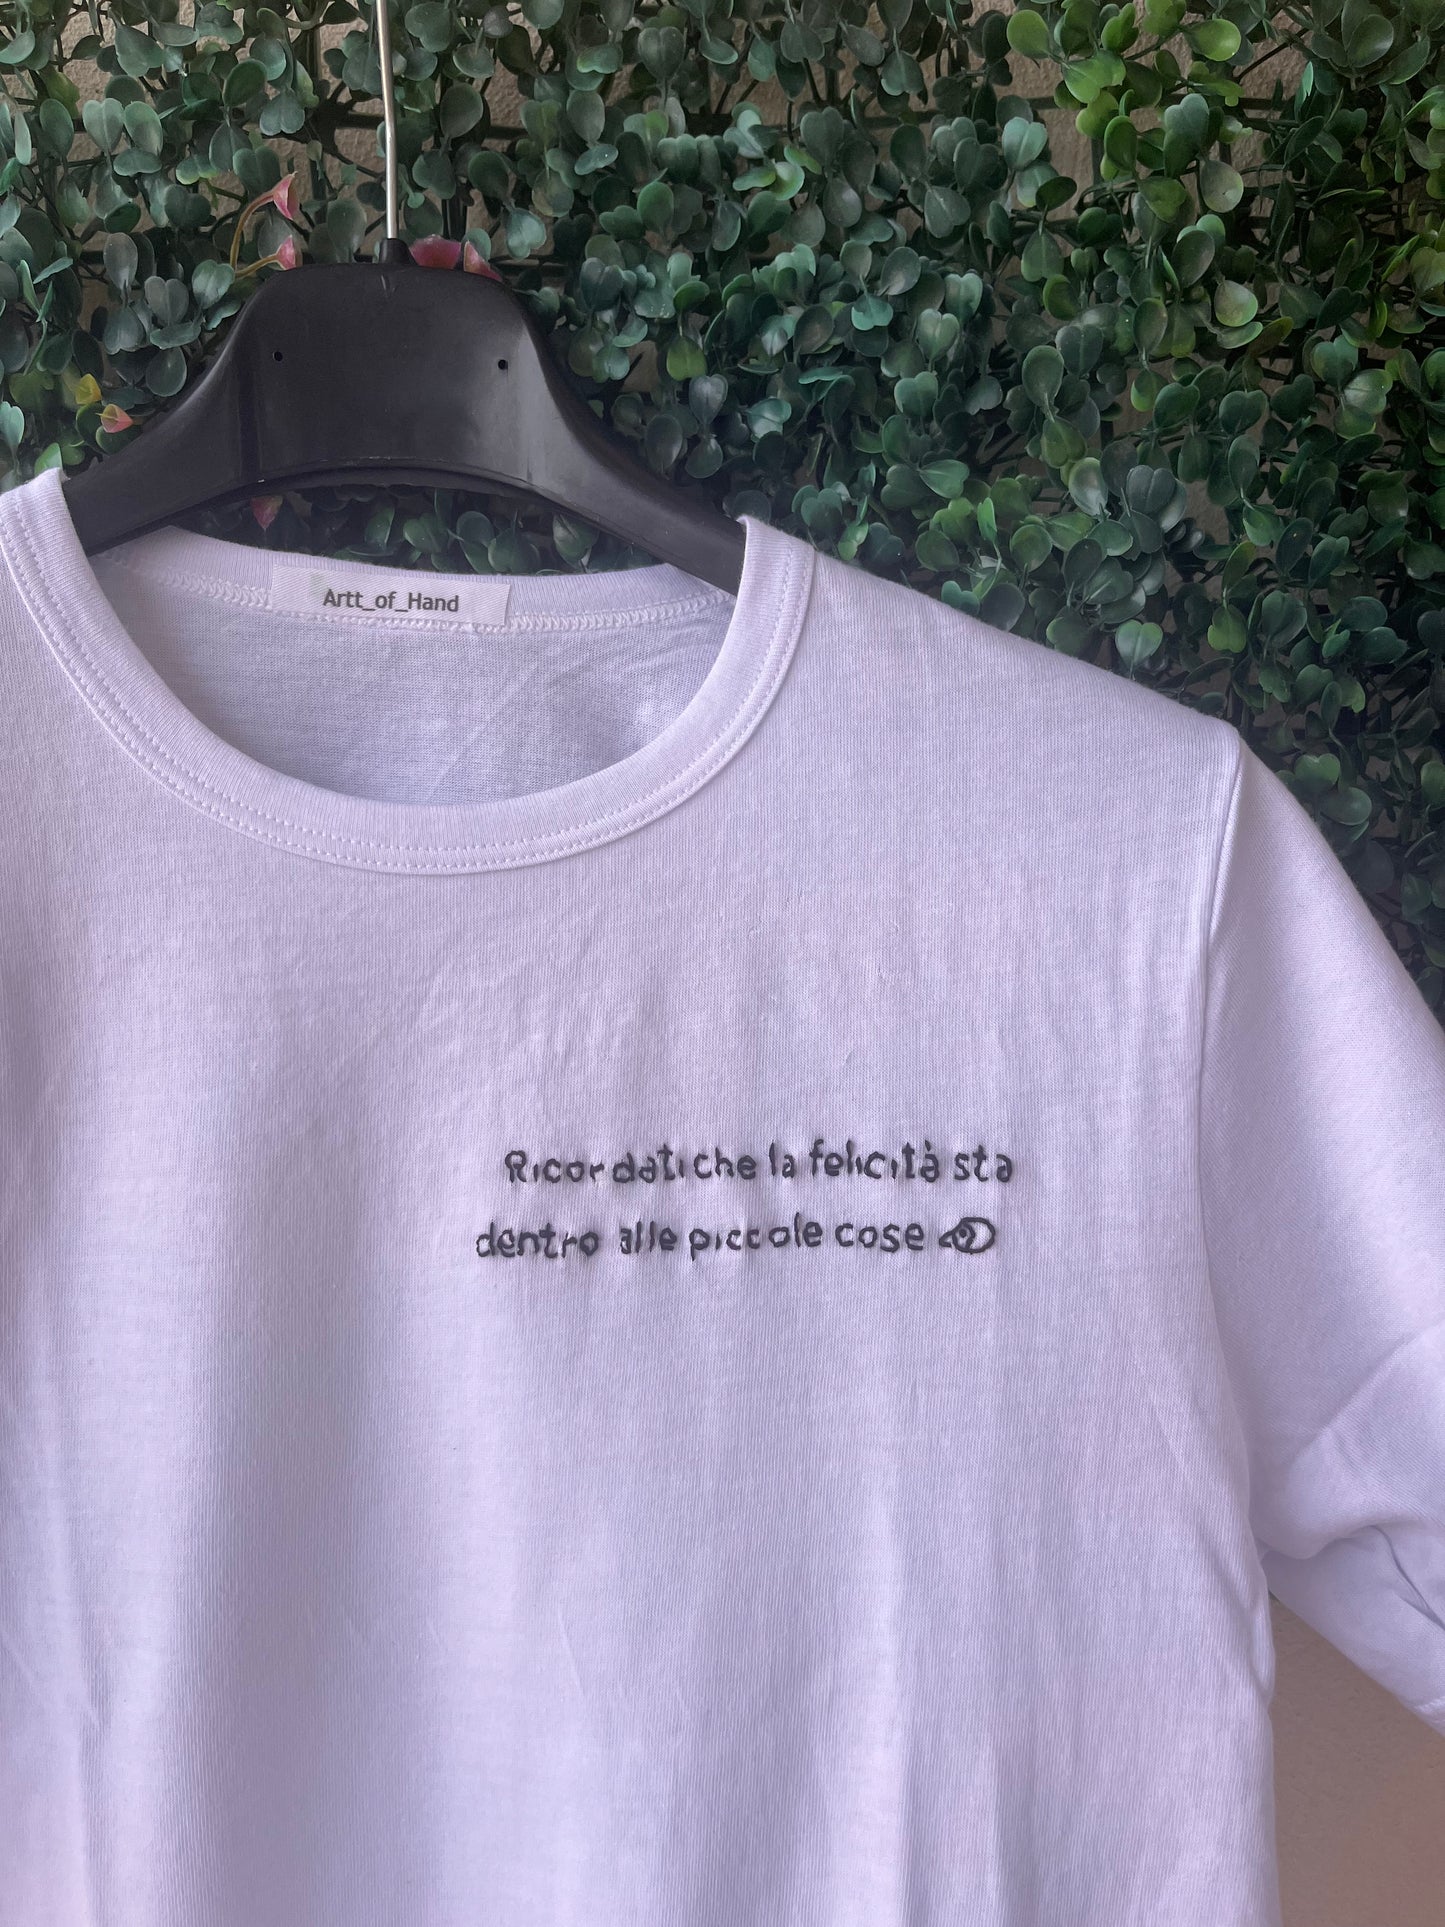 Artt_of_Hand
Ricordati che la felicità sta
dentro alle piccole cose